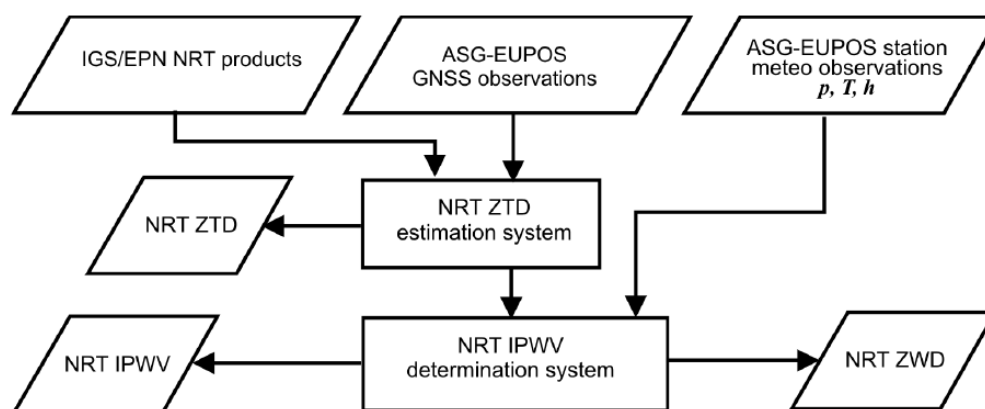 IGS/EPN NRT products
ASG-EUPOS
GNSS observations
ASG-EUPOS station
meteo observations
p, T, h
NRT ZTD
NRT ZTD
estimation system
NRT IPWV
NRT IPWV
determination system
NRT ZWD